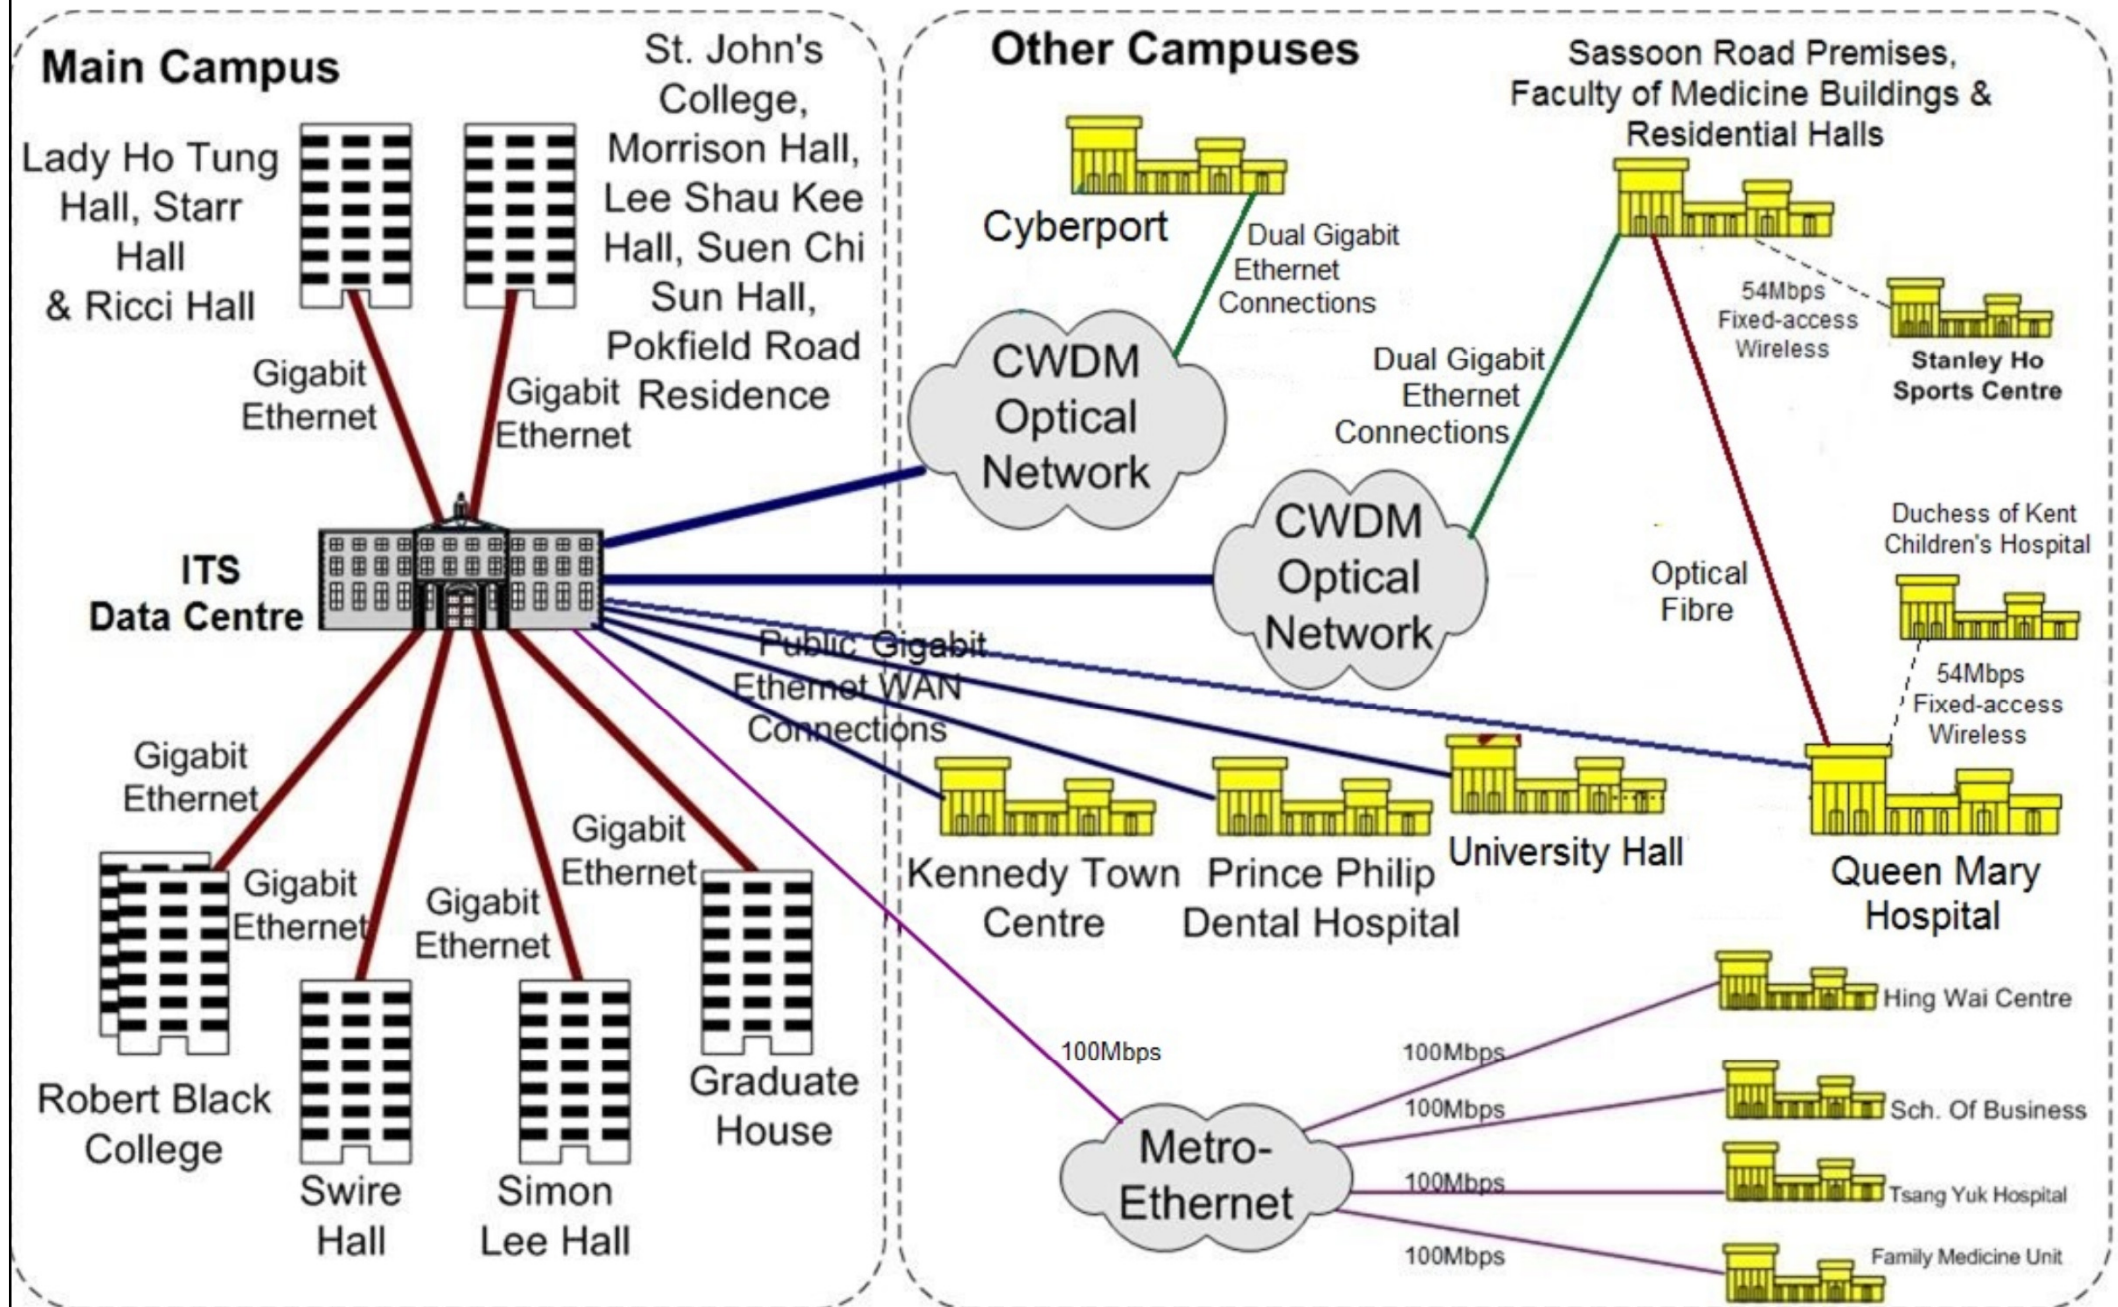 Main Campus
Lady Ho Tung
Hall, Starr
Hall
& Ricci Hall
St. John's
College,
Morrison Hall,
Lee Shau Kee
Hall, Suen Chi
Sun Hall,
Pokfield Road
Residence
Gigabit
Ethernet
Gigabit
Ethernet
ITS
Data Centre
Gigabit
Ethernet
Gigabit
Ethernet
Gigabit
Ethernet
Gigabit
Ethernet
Robert Black
College
Swire
Hall
Simon
Lee Hall
Graduate
House
Other Campuses
Cyberport
Dual Gigabit
Ethernet
Connections
CWDM
Optical
Network
Sassoon Road Premises,
Faculty of Medicine Buildings &
Residential Halls
Dual Gigabit
Ethernet
Connections
CWDM
Optical
Network
54Mbps
Fixed-access
Wireless
Stanley Ho
Sports Centre
Optical
Fibre
Duchess of Kent
Children's Hospital
54Mbps
Fixed-access
Wireless
Public Gigabit
Ethernet WAN
Connections
Kennedy Town
Centre
Prince Philip
Dental Hospital
University Hall
Queen Mary
Hospital
100Mbps
Metro-
Ethernet
100Mbps
Hing Wai Centre
100Mbps
Sch. Of Business
100Mbps
Tsang Yuk Hospital
100Mbps
Family Medicine Unit